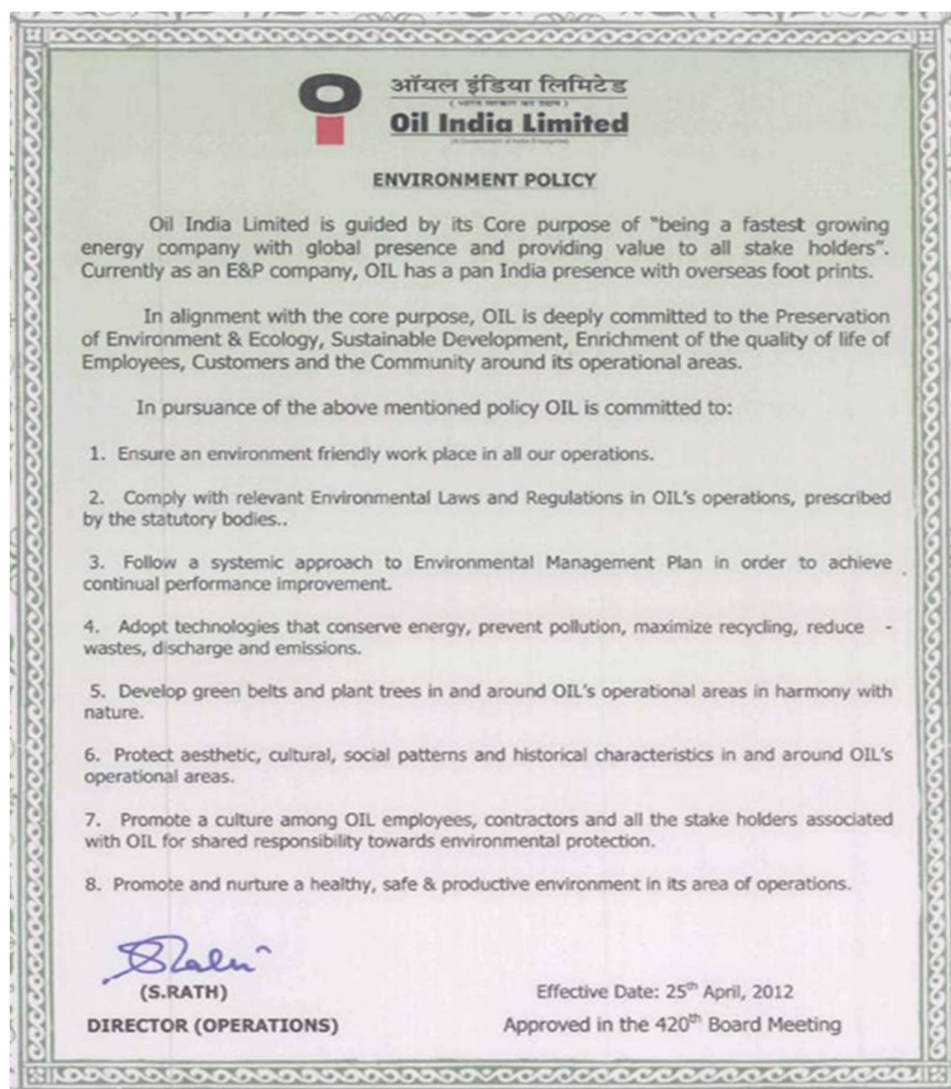 ऑयल इंडिया लिमिटेड
( भारत सरकार का उद्यम )
Oil India Limited
(A Government of India Enterprise)
ENVIRONMENT POLICY
Oil India Limited is guided by its Core purpose of "being a fastest growing
energy company with global presence and providing value to all stake holders".
Currently as an E&P company, OIL has a pan India presence with overseas foot prints.
In alignment with the core purpose, OIL is deeply committed to the Preservation
of Environment & Ecology, Sustainable Development, Enrichment of the quality of life of
Employees, Customers and the Community around its operational areas.
In pursuance of the above mentioned policy OIL is committed to:
1. Ensure an environment friendly work place in all our operations.
2. Comply with relevant Environmental Laws and Regulations in OIL's operations, prescribed
by the statutory bodies..
3. Follow a systemic approach to Environmental Management Plan in order to achieve
continual performance improvement.
4. Adopt technologies that conserve energy, prevent pollution, maximize recycling, reduce -
wastes, discharge and emissions.
5. Develop green belts and plant trees in and around OIL's operational areas in harmony with
nature.
6. Protect aesthetic, cultural, social patterns and historical characteristics in and around OIL's
operational areas.
7. Promote a culture among OIL employees, contractors and all the stake holders associated
with OIL for shared responsibility towards environmental protection.
8. Promote and nurture a healthy, safe & productive environment in its area of operations.
(S.RATH)
DIRECTOR (OPERATIONS)
Effective Date: 25th April, 2012
Approved in the 420th Board Meeting